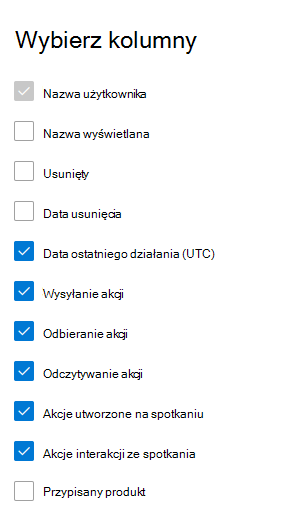 Wybierz kolumny
Nazwa użytkownika
Nazwa wyświetlana
Usunięty
Data usunięcia
Data ostatniego działania (UTC)
Wysyłanie akcji
Odbieranie akcji
Odczytywanie akcji
Akcje utworzone na spotkaniu
Akcje interakcji ze spotkania
Przypisany produkt